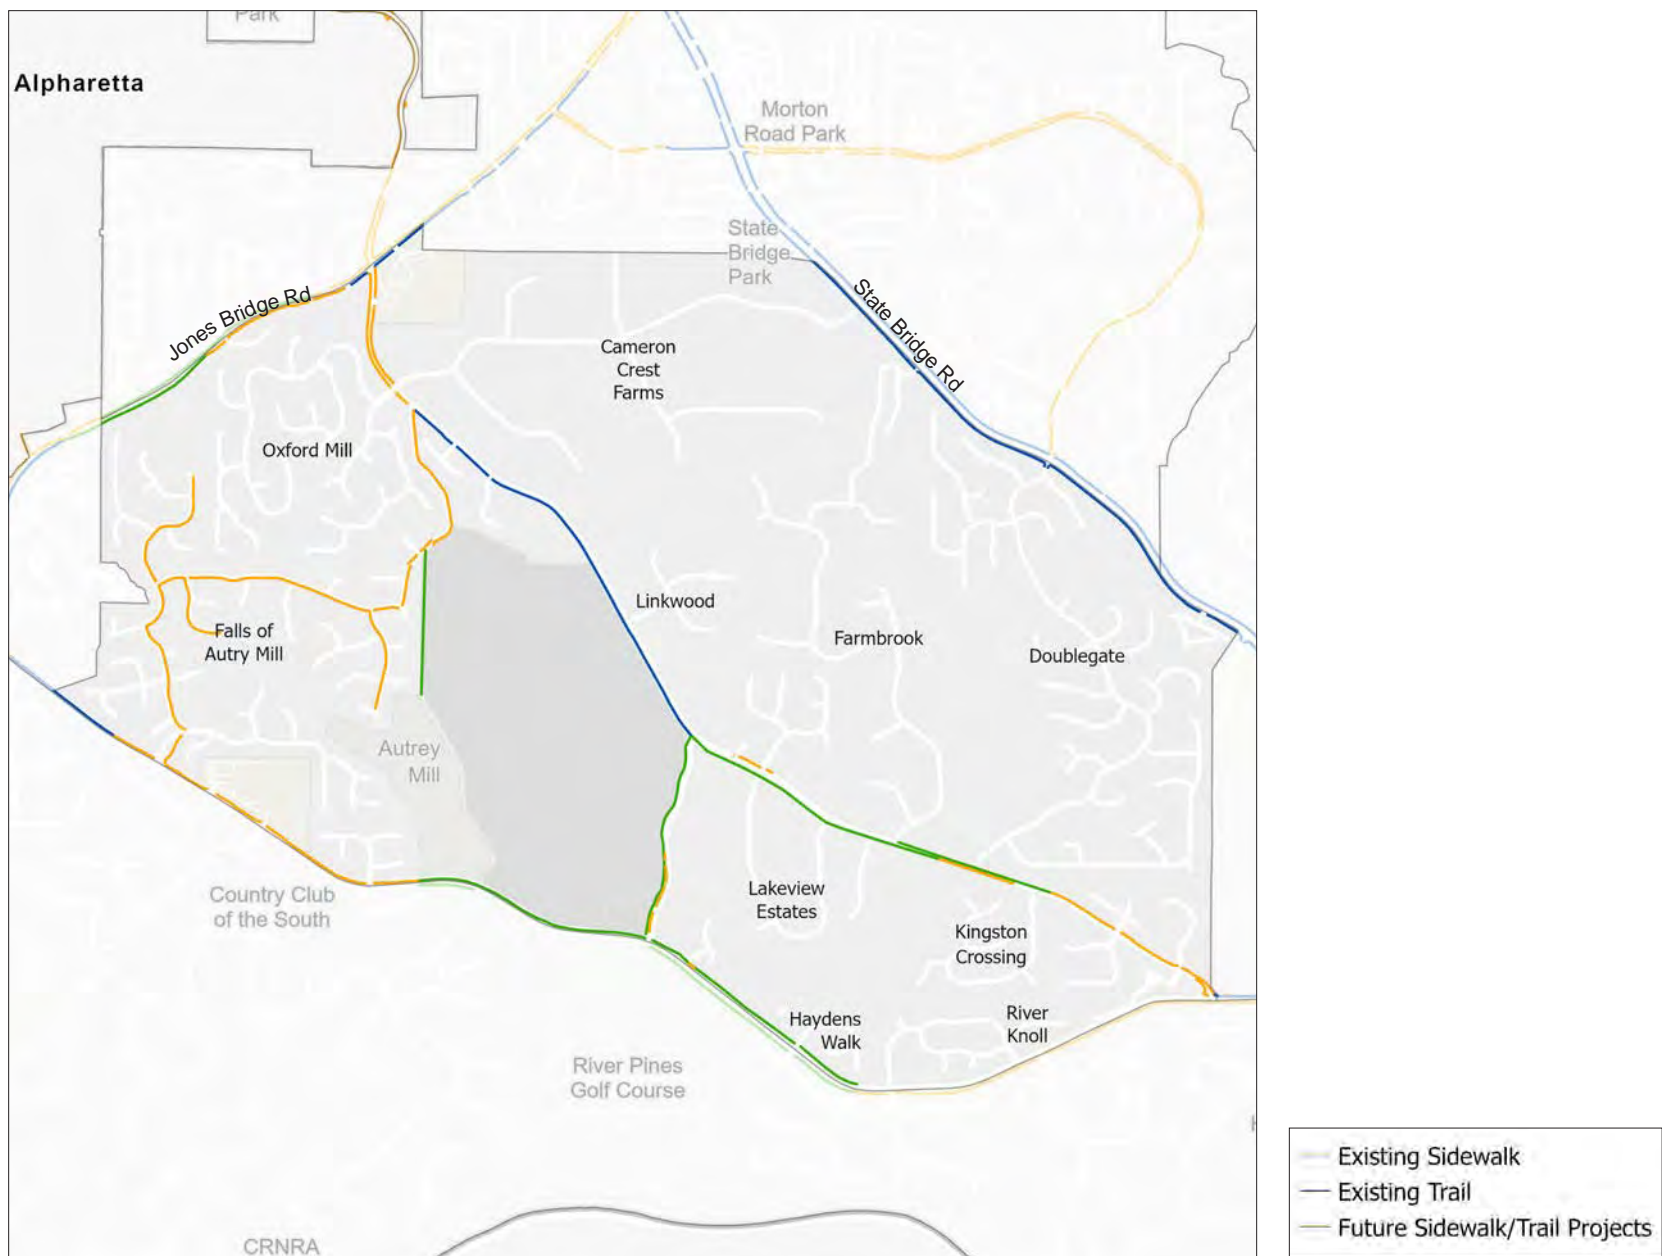 Park
Alpharetta
Morton
Road Park
State
Bridge
Park
Jones Bridge Rd
State Bridge Rd
Cameron
Crest
Farms
Oxford Mill
Linkwood
Falls of
Autry Mill
Farmbrook
Doublegate
Autrey
Mill
Country Club
of the South
Lakeview
Estates
Kingston
Crossing
Haydens
Walk
River
Knoll
River Pines
Golf Course
CRNRA
Existing Sidewalk
Existing Trail
Future Sidewalk/Trail Projects